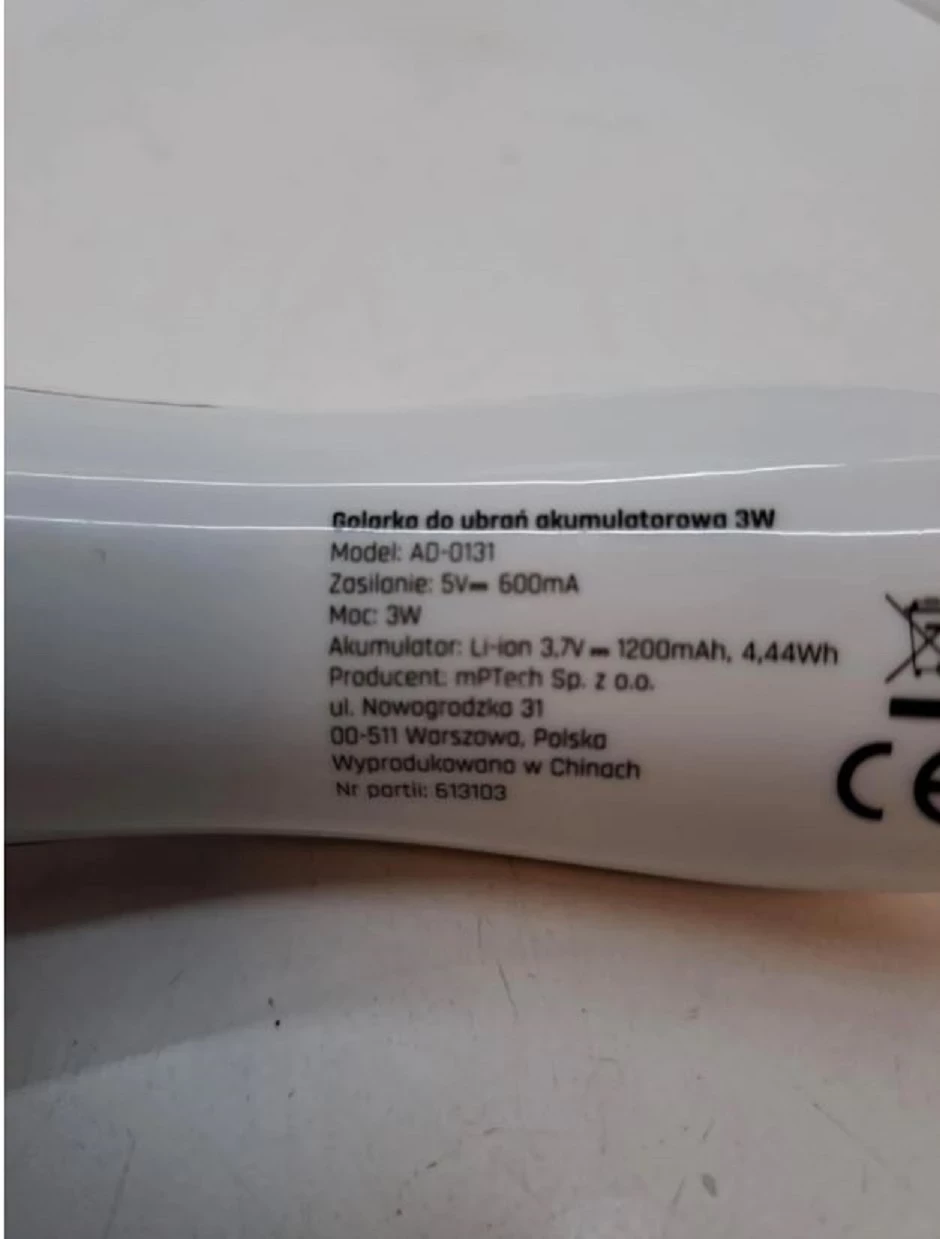 Golarka do ubrań akumulatorowa 3W
Model: AD-0131
Zasilanie: 5V⎓ 600mA
Moc: 3W
Akumulator: Li-ion 3,7V⎓ 1200mAh, 4,44Wh
Producent: mPTech Sp. z o.o.
ul. Nowogrodzka 31
00-511 Warszawa, Polska
Wyprodukowano w Chinach
Nr partii: 613103
CE